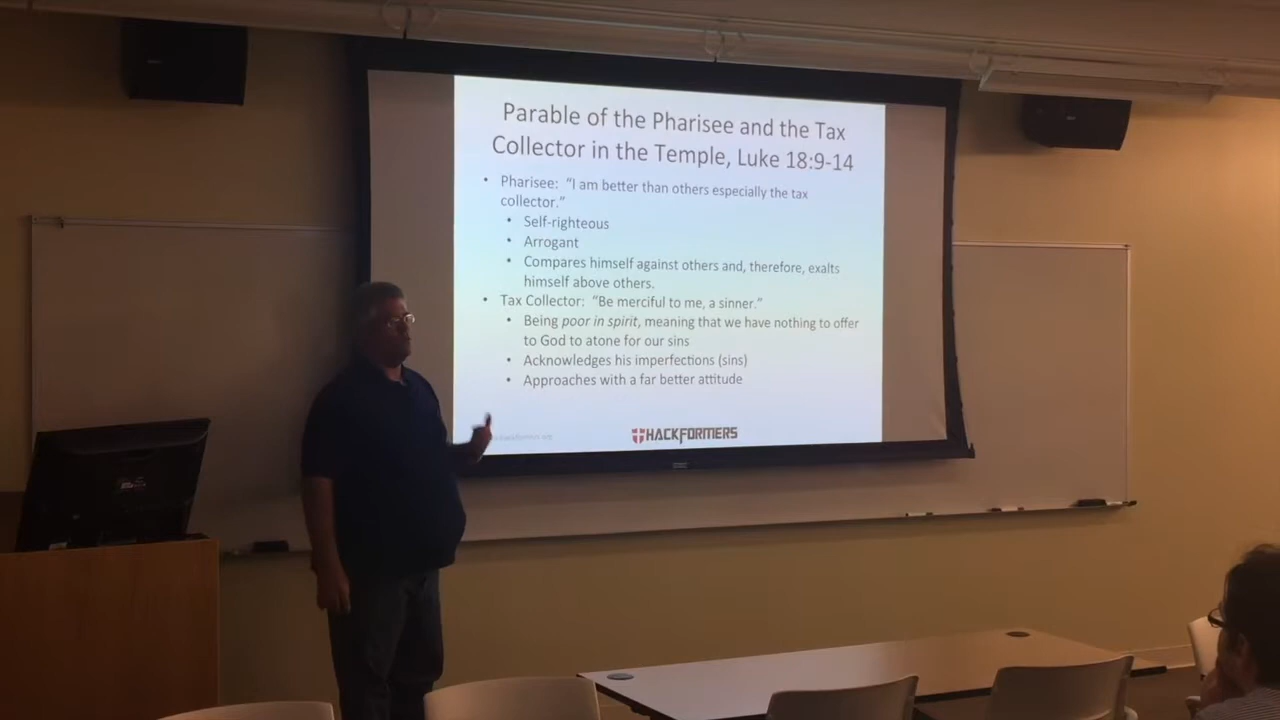 Parable of the Pharisee and the Tax
Collector in the Temple, Luke 18:9-14
• Pharisee: “I am better than others especially the tax
collector.”
• Self-righteous
• Arrogant
• Compares himself against others and, therefore, exalts
himself above others.
• Tax Collector: “Be merciful to me, a sinner.”
• Being poor in spirit, meaning that we have nothing to offer
to God to atone for our sins
• Acknowledges his imperfections (sins)
• Approaches with a far better attitude
HACKFORMERS